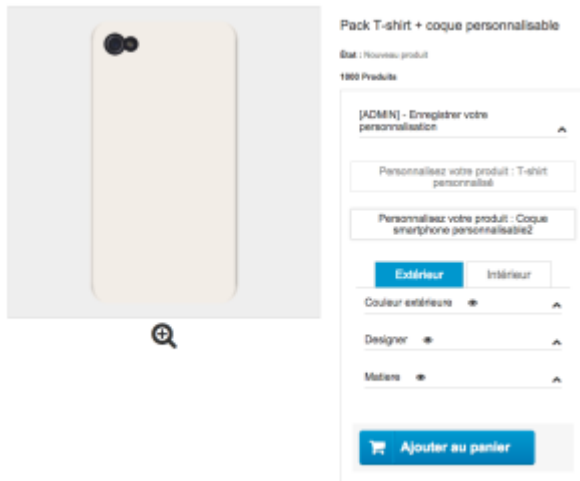 Pack T-shirt + coque personnalisable
État : Nouveau produit
1000 Produits
[ADMIN] - Enregistrer votre
personnalisation
Personnalisez votre produit : T-shirt
personnalisé
Personnalisez votre produit : Coque
smartphone personnalisable2
Extérieur Intérieur
Couleur extérieure
Designer
Matiere
Ajouter au panier